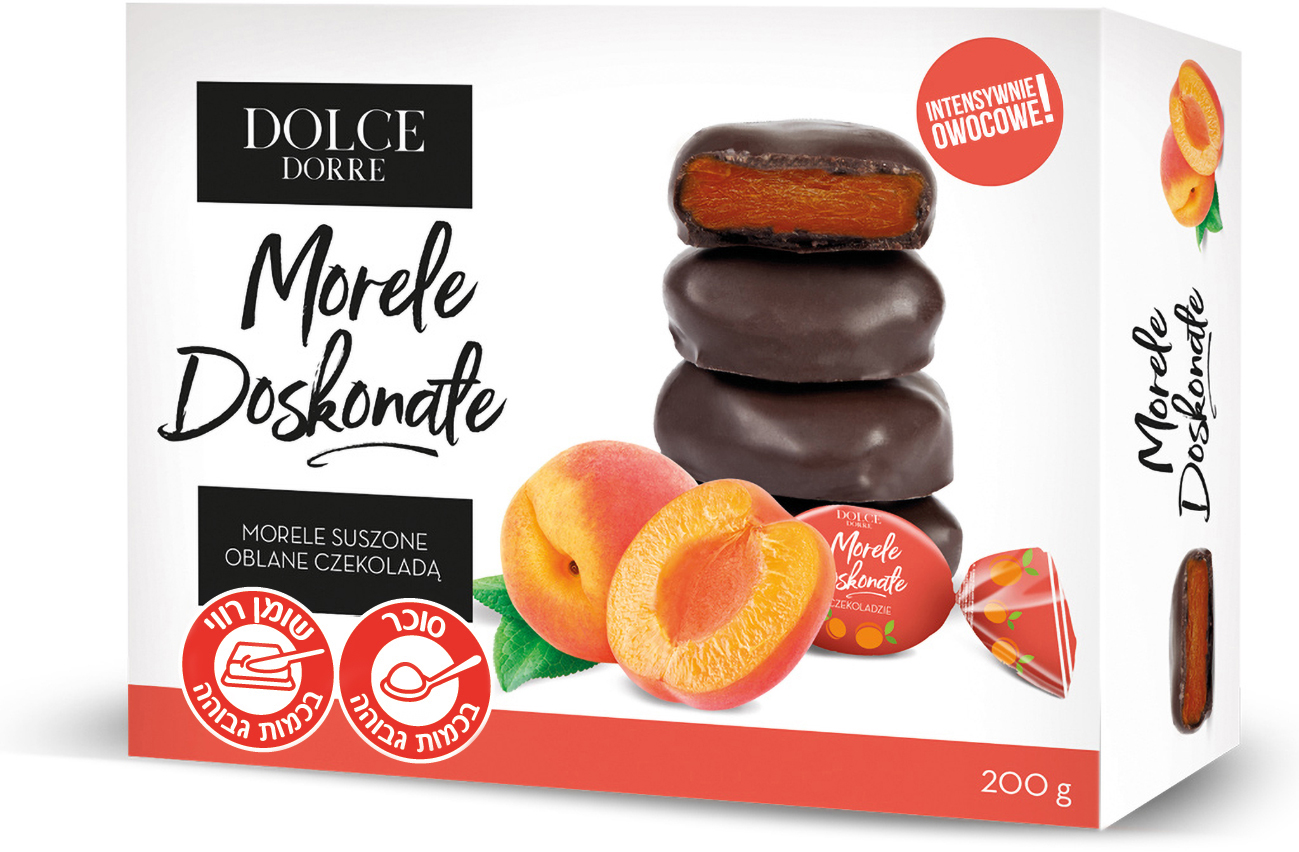 DOLCE
DORRE
Morele
Doskonałe
MORELE SUSZONE
OBLANE CZEKOLADĄ
INTENSYWNIE
OWOCOWE!
DOLCE
DORRE
Morele
Doskonałe
CZEKOLADZIE
שומן רווי
בכמות גבוהה
סוכר
בכמות גבוהה
200 g
Morele
Doskonałe